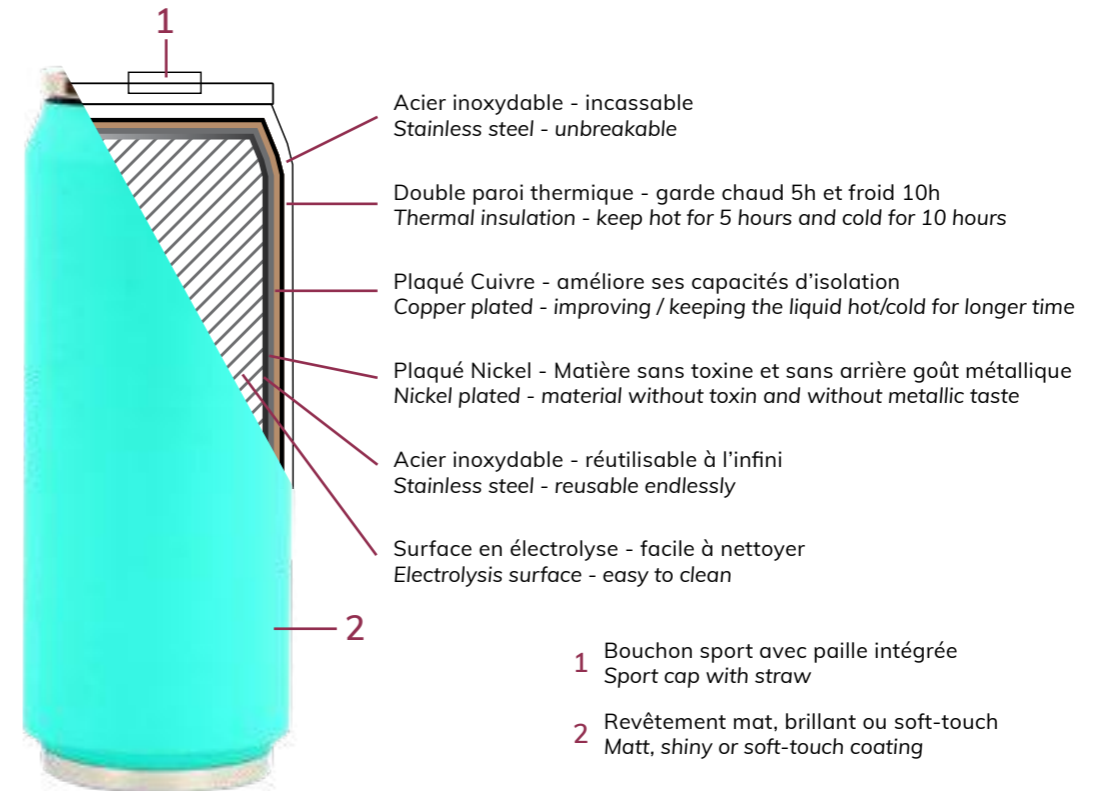 1
Acier inoxydable - incassable
Stainless steel - unbreakable
Double paroi thermique - garde chaud 5h et froid 10h
Thermal insulation - keep hot for 5 hours and cold for 10 hours
Plaqué Cuivre - améliore ses capacités d’isolation
Copper plated - improving / keeping the liquid hot/cold for longer time
Plaqué Nickel - Matière sans toxine et sans arrière goût métallique
Nickel plated - material without toxin and without metallic taste
Acier inoxydable - réutilisable à l’infini
Stainless steel - reusable endlessly
Surface en électrolyse - facile à nettoyer
Electrolysis surface - easy to clean
2
1 Bouchon sport avec paille intégrée
Sport cap with straw
2 Revêtement mat, brillant ou soft-touch
Matt, shiny or soft-touch coating